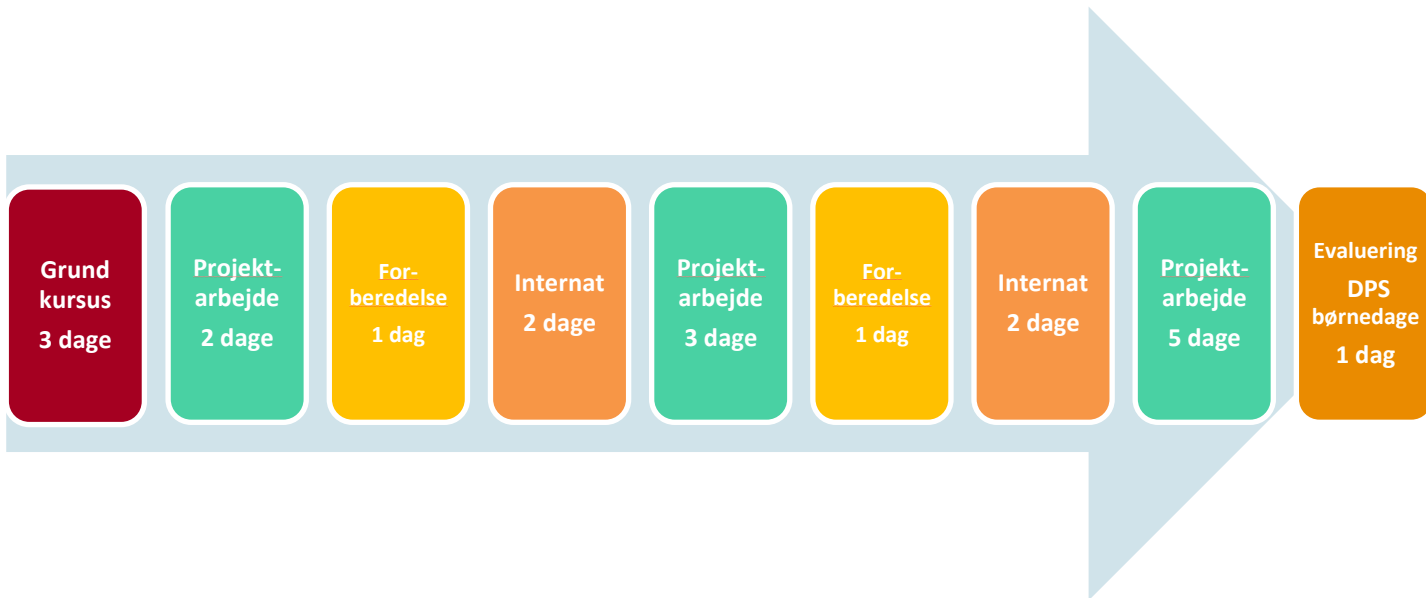 Grund
kursus
3 dage
Projekt-
arbejde
2 dage
For-
beredelse
1 dag
Internat
2 dage
Projekt-
arbejde
3 dage
For-
beredelse
1 dag
Internat
2 dage
Projekt-
arbejde
5 dage
Evaluering
DPS
børnedage
1 dag